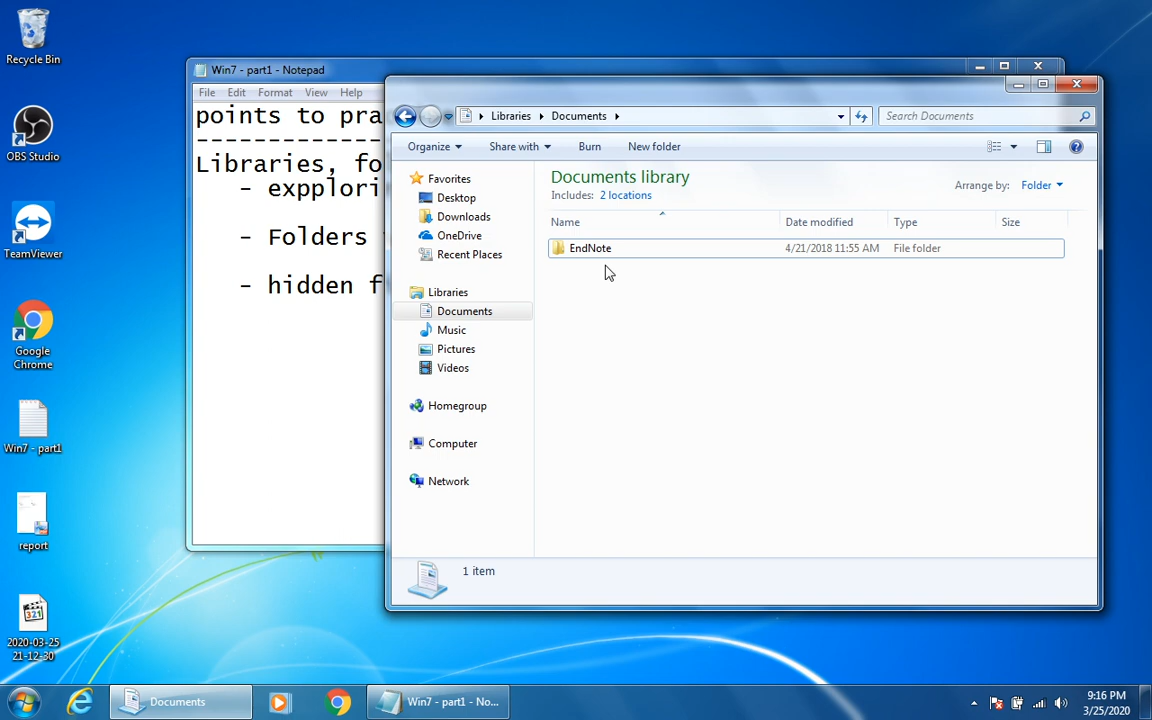 Recycle Bin
OBS Studio
TeamViewer
Google
Chrome
Win7 - part1
report
321
2020-03-25
21-12-30
Win7 - part1 - Notepad
File Edit Format View Help
points to pra
-----------------
Libraries, fo
- expplori
- Folders
- hidden f
Libraries Documents
Search Documents
Organize Share with Burn New folder
Favorites
Desktop
Downloads
OneDrive
Recent Places
Libraries
Documents
Music
Pictures
Videos
Homegroup
Computer
Network
Documents library
Includes: 2 locations
Arrange by: Folder
Name Date modified Type Size
EndNote 4/21/2018 11:55 AM File folder
1 item
Documents
Win7 - part1 - No...
9:16 PM
3/25/2020